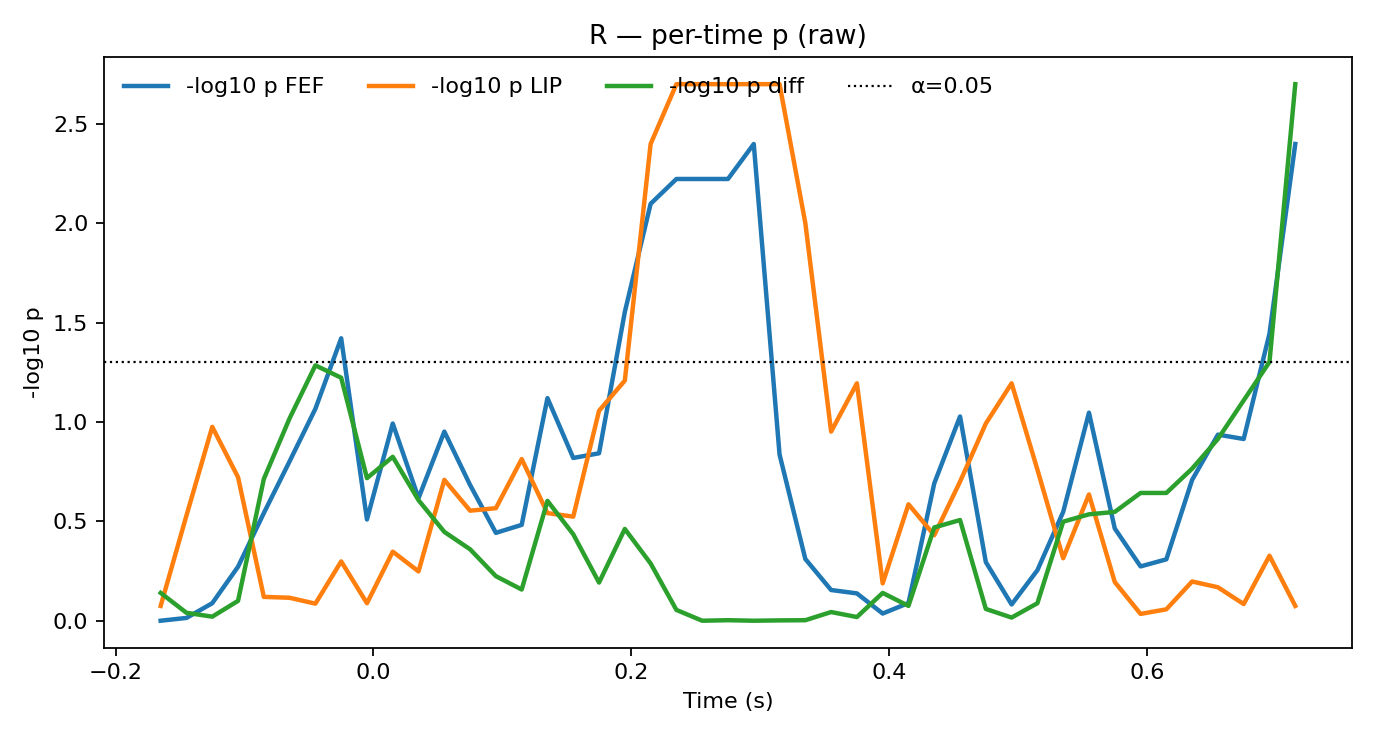 R — per-time p (raw)
-log10 p FEF
-log10 p LIP
-log10 p diff
α=0.05
-log10 p
2.5
2.0
1.5
1.0
0.5
0.0
−0.2
0.0
0.2
0.4
0.6
Time (s)